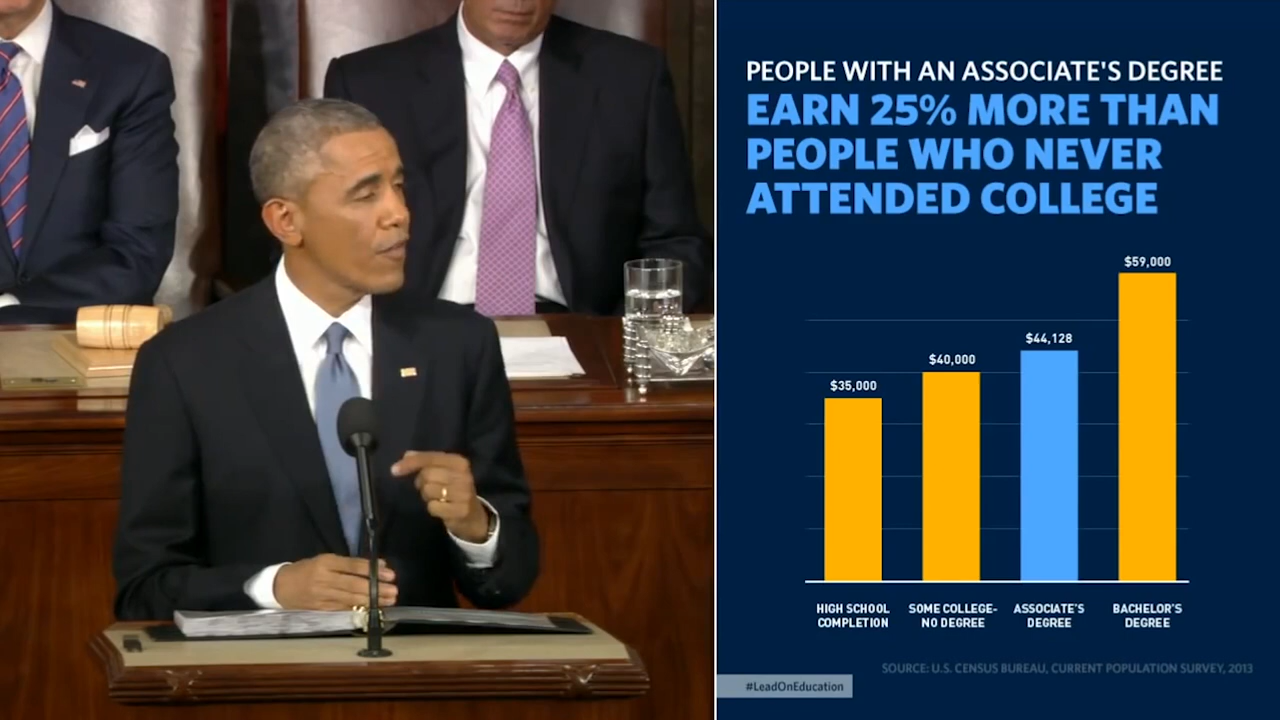 PEOPLE WITH AN ASSOCIATE'S DEGREE
EARN 25% MORE THAN
PEOPLE WHO NEVER
ATTENDED COLLEGE
$59,000
$44,128
$40,000
$35,000
HIGH SCHOOL
COMPLETION
SOME COLLEGE-
NO DEGREE
ASSOCIATE'S
DEGREE
BACHELOR'S
DEGREE
SOURCE: U.S. CENSUS BUREAU, CURRENT POPULATION SURVEY, 2013
#LeadOnEducation